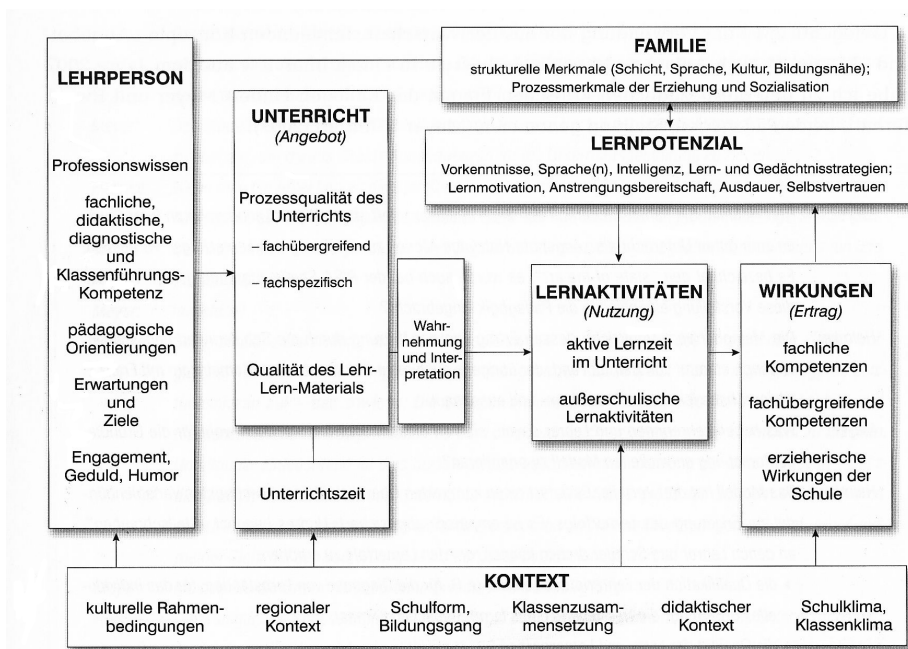 LEHRPERSON
Professionswissen
fachliche,
didaktische,
diagnostische
und
Klassenführungs-
Kompetenz
pädagogische
Orientierungen
Erwartungen
und
Ziele
Engagement,
Geduld, Humor
UNTERRICHT
(Angebot)
Prozessqualität des
Unterrichts
– fachübergreifend
– fachspezifisch
Qualität des Lehr-
Lern-Materials
Unterrichtszeit
Wahr-
nehmung
und Inter-
pretation
FAMILIE
strukturelle Merkmale (Schicht, Sprache, Kultur, Bildungsnähe);
Prozessmerkmale der Erziehung und Sozialisation
LERNPOTENZIAL
Vorkenntnisse, Sprache(n), Intelligenz, Lern- und Gedächtnisstrategien;
Lernmotivation, Anstrengungsbereitschaft, Ausdauer, Selbstvertrauen
LERNAKTIVITÄTEN
(Nutzung)
aktive Lernzeit
im Unterricht
außerschulische
Lernaktivitäten
WIRKUNGEN
(Ertrag)
fachliche
Kompetenzen
fachübergreifende
Kompetenzen
erzieherische
Wirkungen der
Schule
KONTEXT
kulturelle Rahmen-
bedingungen
regionaler
Kontext
Schulform,
Bildungsgang
Klassenzusam-
mensetzung
didaktischer
Kontext
Schulklima,
Klassenklima